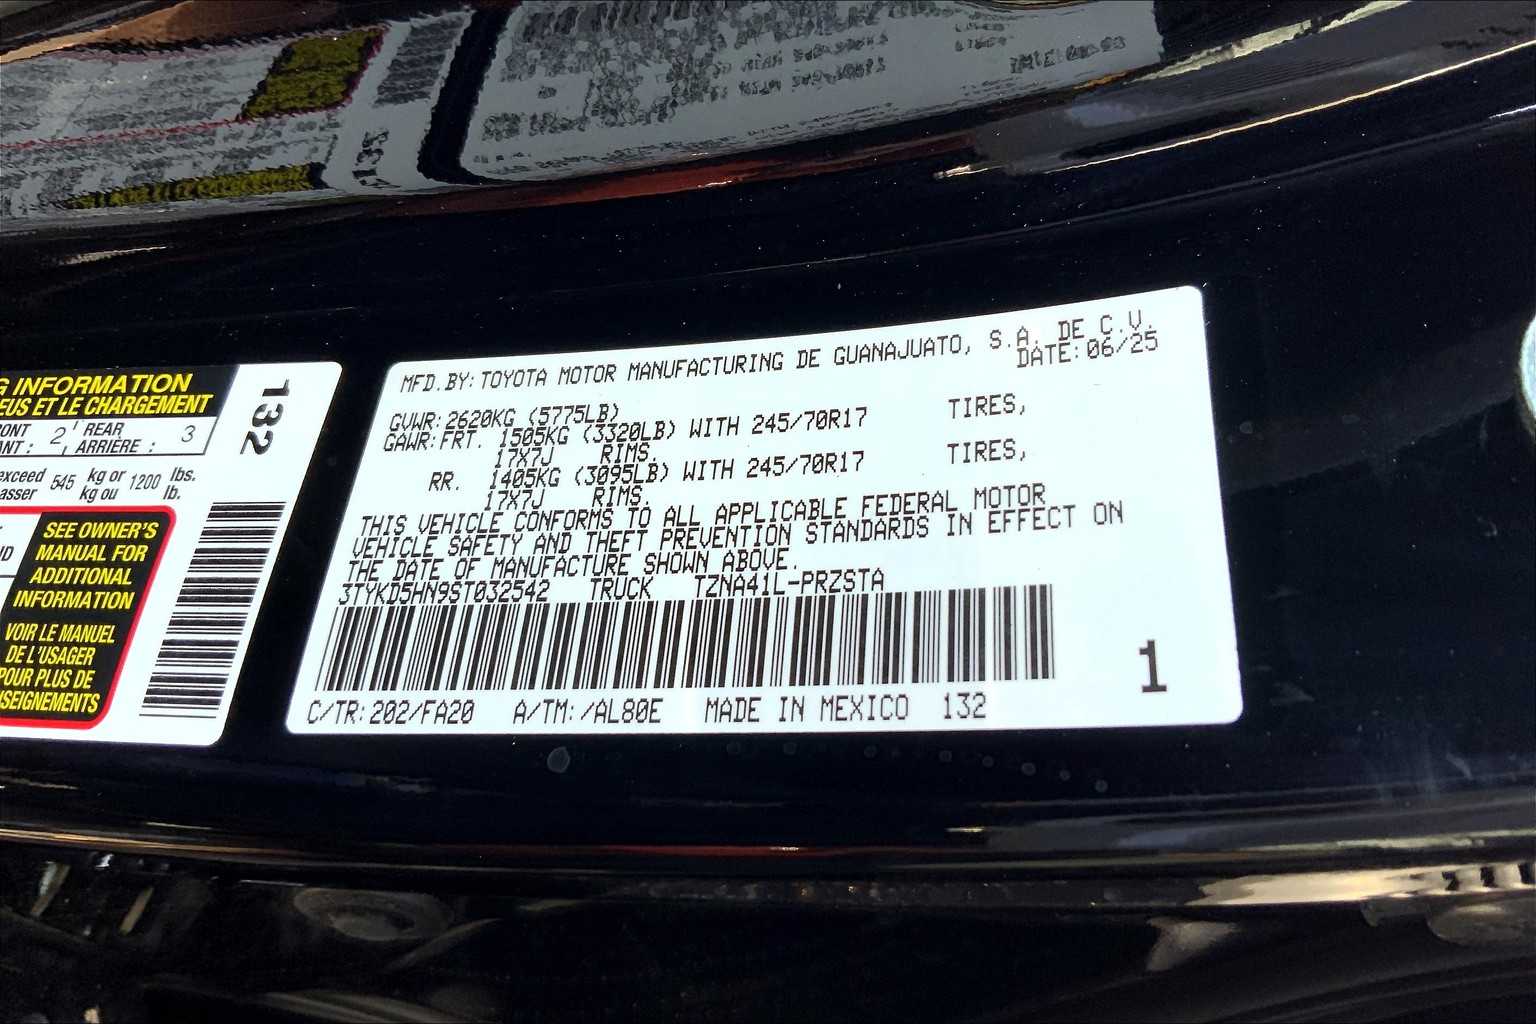 G INFORMATION
EUS ET LE CHARGEMENT
ONT 2 REAR 3
ANT : , ARRIÈRE :
exceed 545 kg or 1200 lbs.
asser kg ou lb.
SEE OWNER'S
MANUAL FOR
ADDITIONAL
INFORMATION
VOIR LE MANUEL
DE L'USAGER
POUR PLUS DE
SEIGNEMENTS
132
MFD.BY:TOYOTA MOTOR MANUFACTURING DE GUANAJUATO, S.A. DE C.V.
DATE:06/25
GVWR:2620KG (5775LB)
GAWR:FRT. 1505KG (3320LB) WITH 245/70R17 TIRES,
17X7J RIMS.
RR. 1405KG (3095LB) WITH 245/70R17 TIRES,
17X7J RIMS.
THIS VEHICLE CONFORMS TO ALL APPLICABLE FEDERAL MOTOR
VEHICLE SAFETY AND THEFT PREVENTION STANDARDS IN EFFECT ON
THE DATE OF MANUFACTURE SHOWN ABOVE.
3TYKD5HN9ST032542 TRUCK TZNA41L-PRZSTA
1
C/TR:202/FA20 A/TM:/AL80E MADE IN MEXICO 132